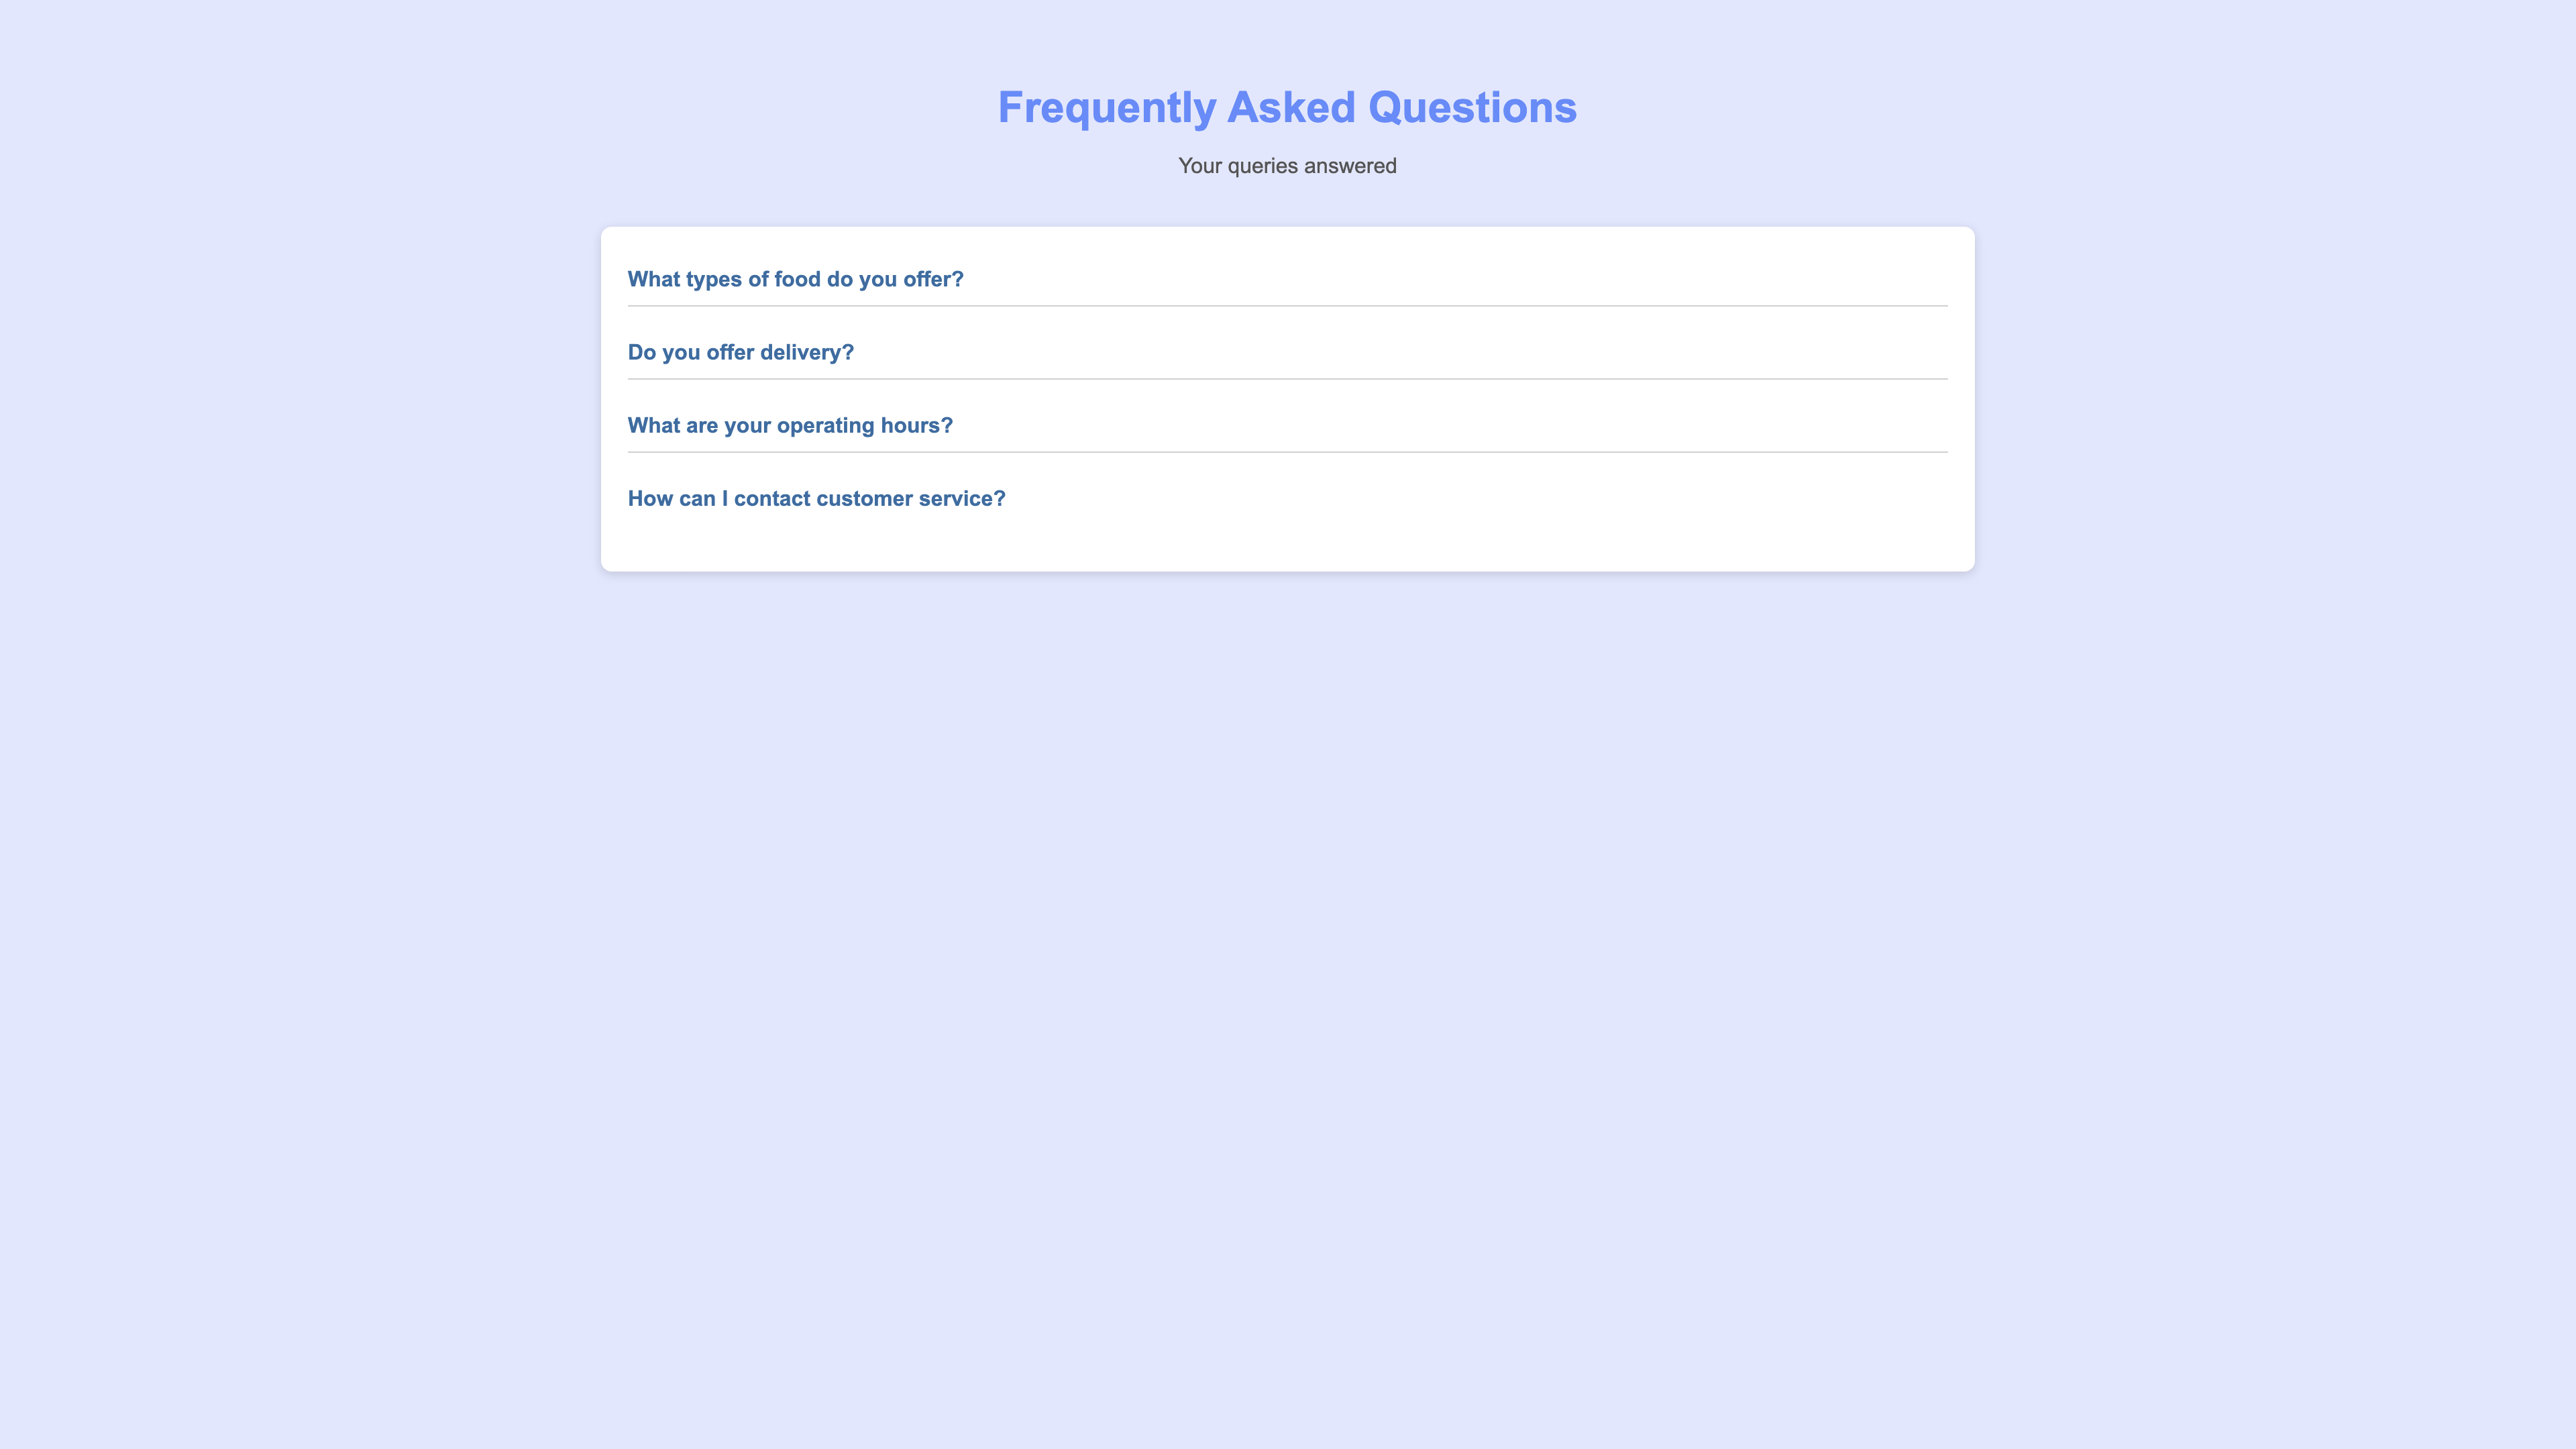 Frequently Asked Questions
Your queries answered
What types of food do you offer?
Do you offer delivery?
What are your operating hours?
How can I contact customer service?